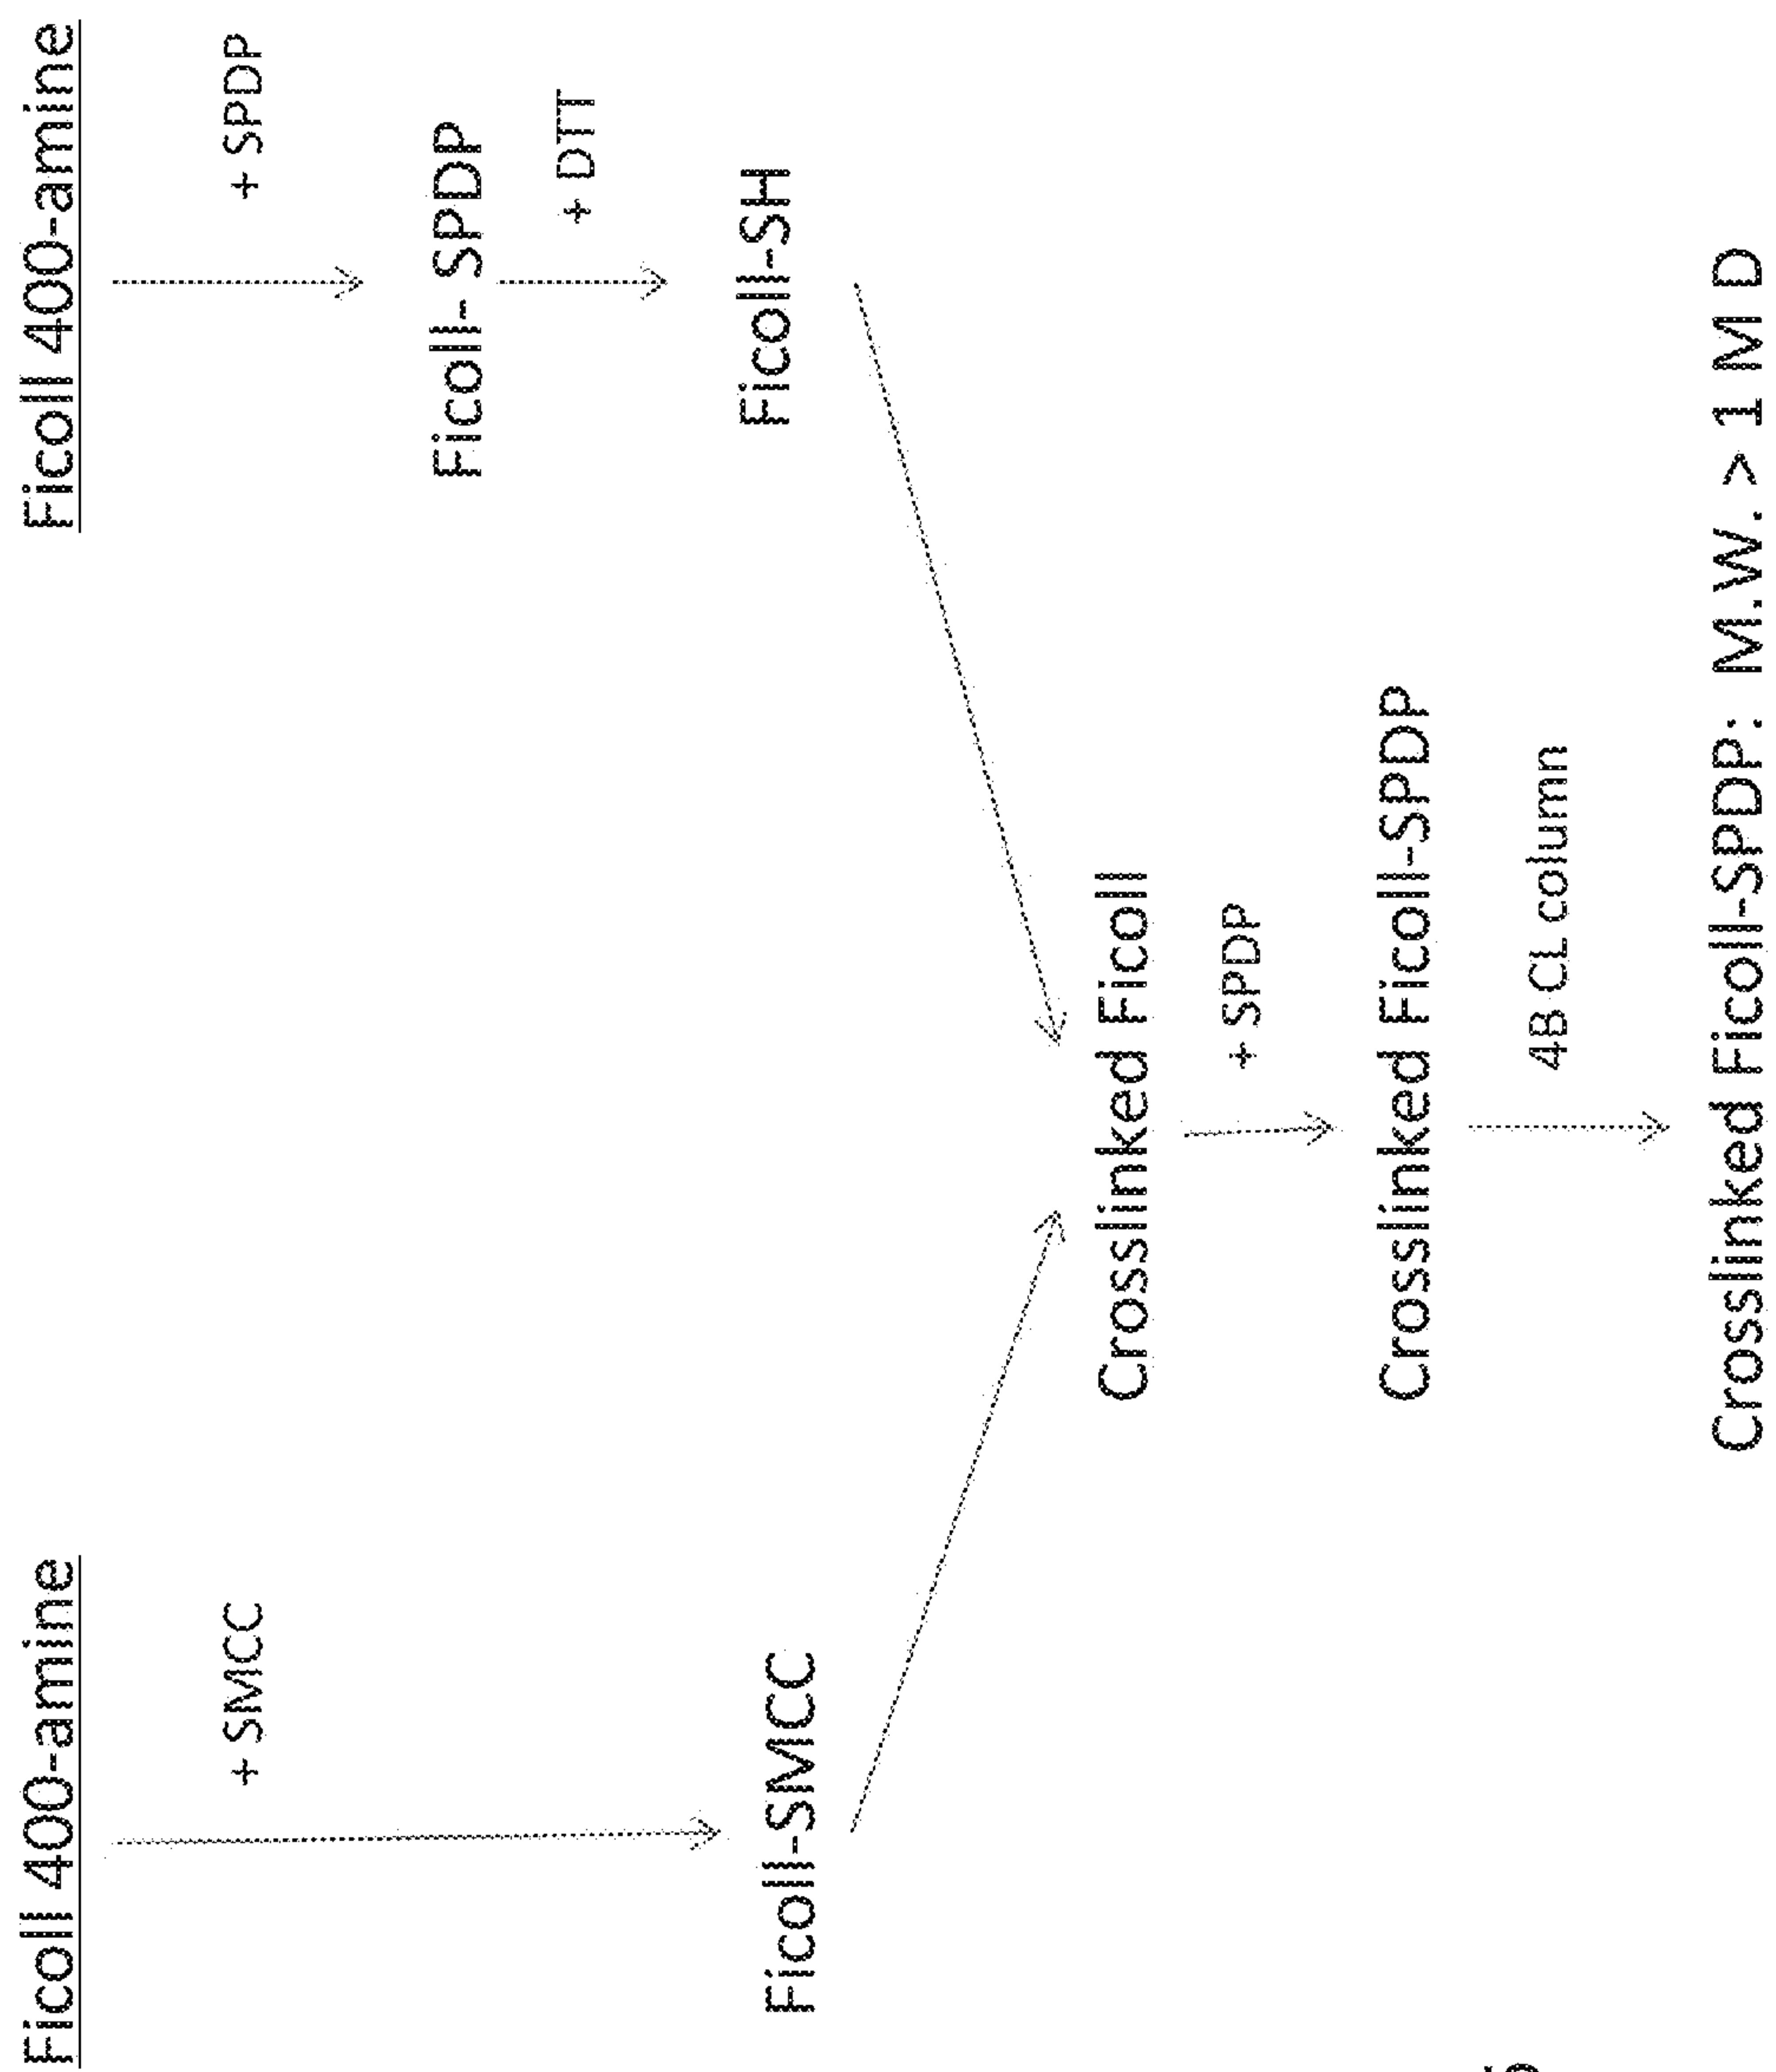 Ficoll 400-amine
Ficoll 400-amine
+ SMCC
+ SPDP
Ficoll- SPDP
+ DTT
Ficoll-SMCC
Ficoll-SH
Crosslinked Ficoll
+ SPDP
Crosslinked Ficoll-SPDP
4B CL column
Crosslinked Ficoll-SPDP: M.W. > 1 M D